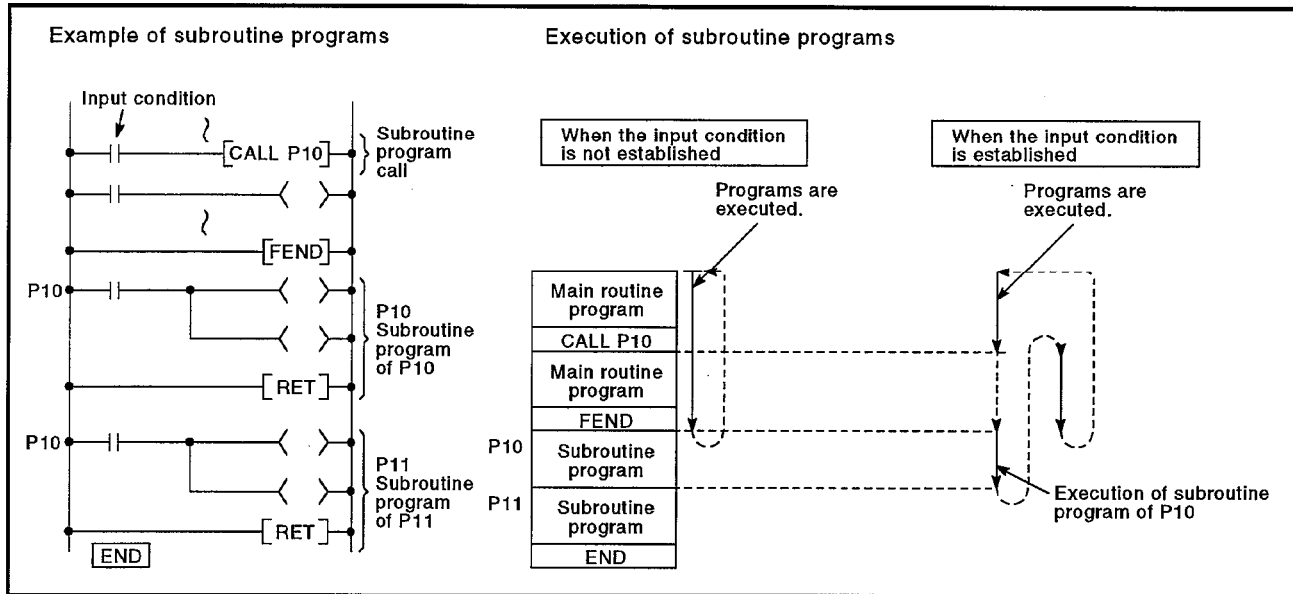 Example of subroutine programs
Input condition
[CALL P10]
Subroutine
program
call
[FEND]
P10
P10
Subroutine
program
of P10
[RET]
P10
P11
Subroutine
program
of P11
[RET]
END
Execution of subroutine programs
When the input condition
is not established
Programs are
executed.
When the input condition
is established
Programs are
executed.
Main routine
program
CALL P10
Main routine
program
FEND
P10
Subroutine
program
P11
Subroutine
program
END
Execution of subroutine
program of P10